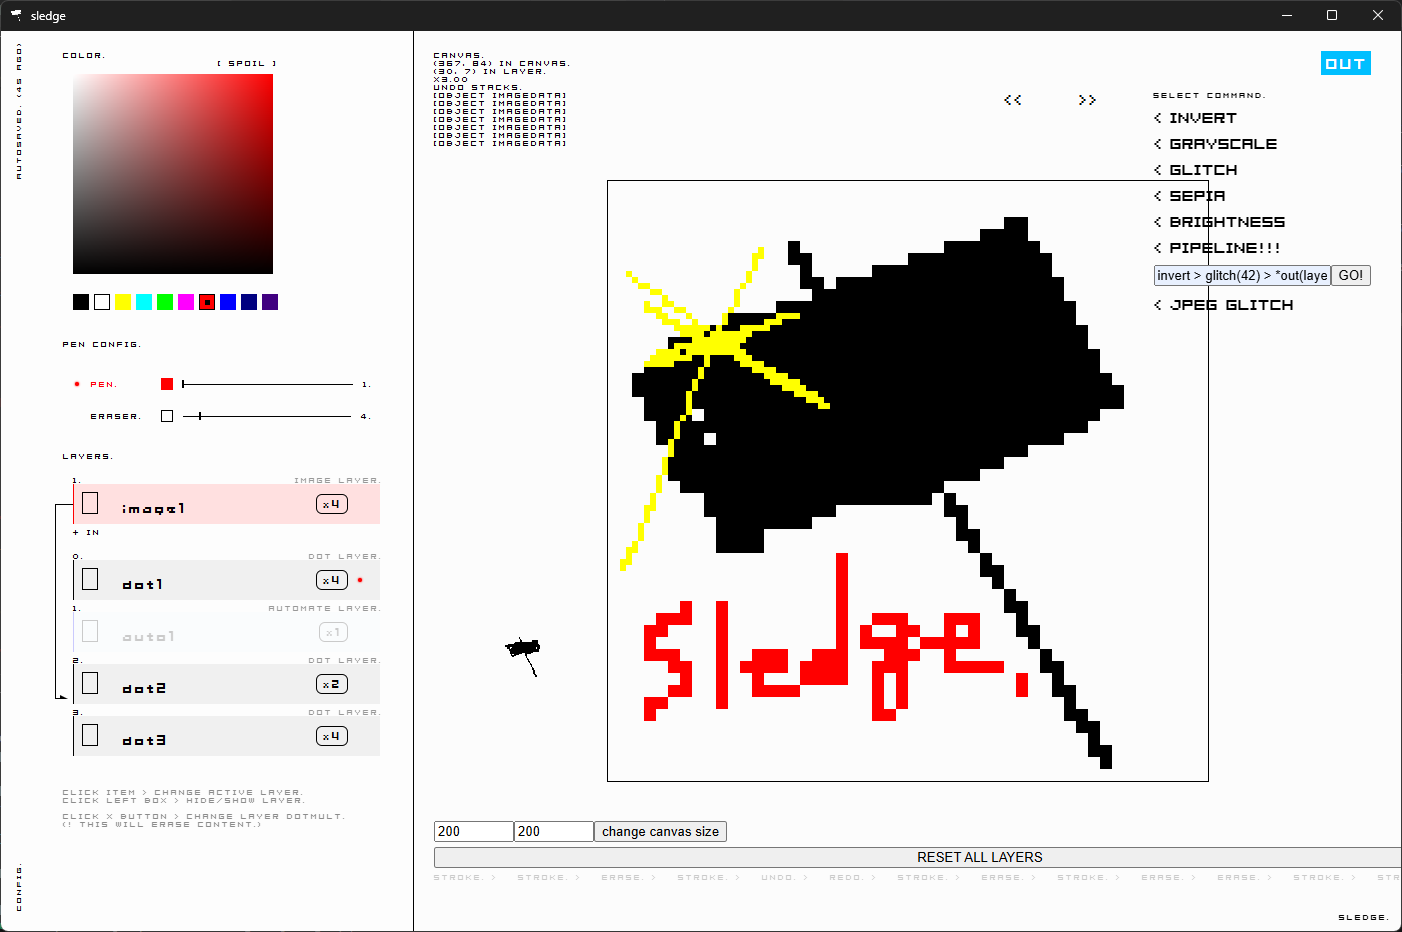 sledge
AUTOSAVED.
COLOR.
[ SPOIL ]
PEN CONFIG.
PEN.
1.
ERASER.
4.
LAYERS.
1.
IMAGE LAYER.
image1
x4
+ IN
0.
DOT LAYER.
dot1
x4
1.
AUTOMATE LAYER.
auto1
x1
2.
DOT LAYER.
dot2
x2
3.
DOT LAYER.
dot3
x4
CLICK ITEM > CHANGE ACTIVE LAYER.
CLICK LEFT BOX > HIDE/SHOW LAYER.
CLICK X BUTTON > CHANGE LAYER DOTMULT.
(! THIS WILL ERASE CONTENT.)
CONFIG.
CANVAS.
(367, 84) IN CANVAS.
(30, 7) IN LAYER.
X3.00
UNDO STACKS.
[OBJECT IMAGEDATA]
[OBJECT IMAGEDATA]
[OBJECT IMAGEDATA]
[OBJECT IMAGEDATA]
[OBJECT IMAGEDATA]
[OBJECT IMAGEDATA]
[OBJECT IMAGEDATA]
<< >>
OUT
SELECT COMMAND.
< INVERT
< GRAYSCALE
< GLITCH
< SEPIA
< BRIGHTNESS
< PIPELINE!!!
invert > glitch(42) > *out(laye GO!
< JPEG GLITCH
Sledge.
200 200 change canvas size
RESET ALL LAYERS
STROKE. > STROKE. > ERASE. > STROKE. > UNDO. > REDO. > STROKE. > ERASE. > STROKE. > ERASE. > ERASE. > STROKE. > STR
SLEDGE.